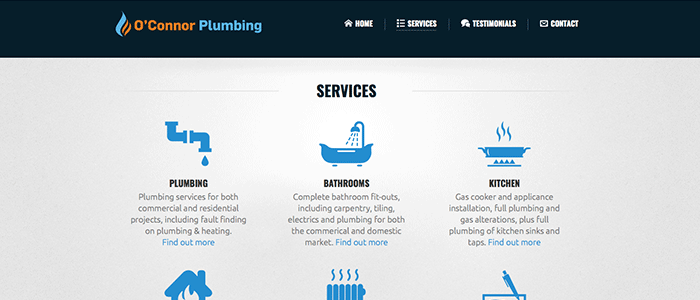 O'Connor Plumbing
HOME
SERVICES
TESTIMONIALS
CONTACT
SERVICES
PLUMBING
Plumbing services for both
commercial and residential
projects, including fault finding
on plumbing & heating.
Find out more
BATHROOMS
Complete bathroom fit-outs,
including carpentry, tiling,
electrics and plumbing for both
the commerical and domestic
market. Find out more
KITCHEN
Gas cooker and applicance
installation, full plumbing and
gas alterations, plus full
plumbing of kitchen sinks and
taps. Find out more